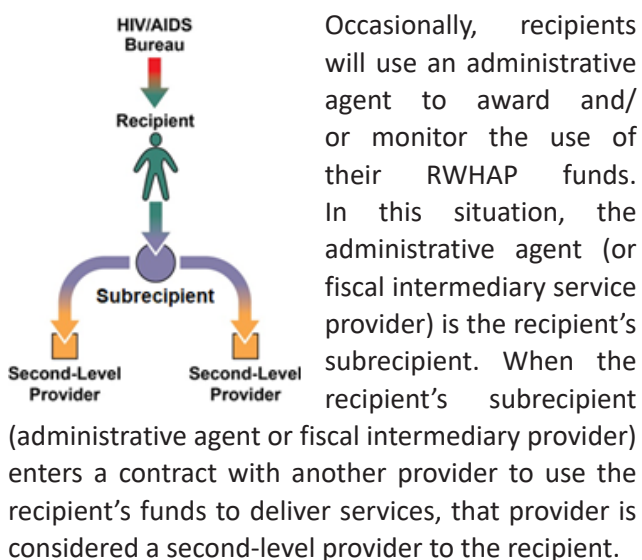 HIV/AIDS
Bureau
Recipient
Subrecipient
Second-Level
Provider
Second-Level
Provider
Occasionally, recipients
will use an administrative
agent to award and/
or monitor the use of
their RWHAP funds.
In this situation, the
administrative agent (or
fiscal intermediary service
provider) is the recipient’s
subrecipient. When the
recipient’s subrecipient
(administrative agent or fiscal intermediary provider)
enters a contract with another provider to use the
recipient’s funds to deliver services, that provider is
considered a second-level provider to the recipient.